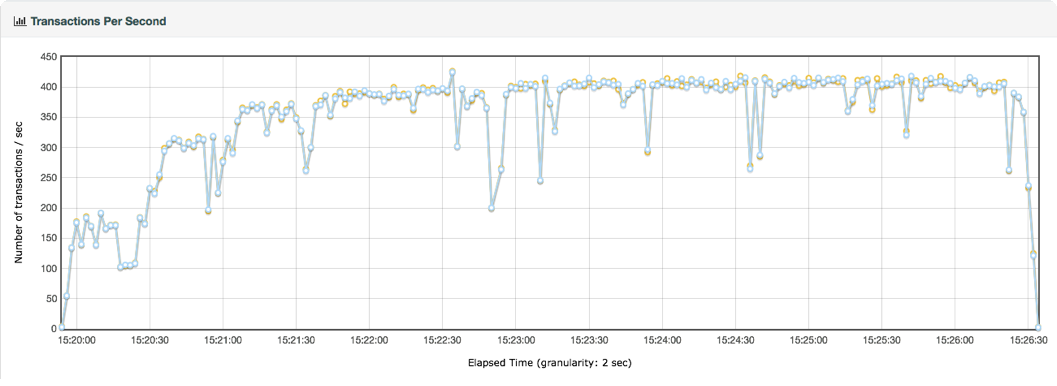 Transactions Per Second
450
400
350
300
250
200
150
100
50
0
Number of transactions / sec
15:20:00 15:20:30 15:21:00 15:21:30 15:22:00 15:22:30 15:23:00 15:23:30 15:24:00 15:24:30 15:25:00 15:25:30 15:26:00 15:26:30
Elapsed Time (granularity: 2 sec)